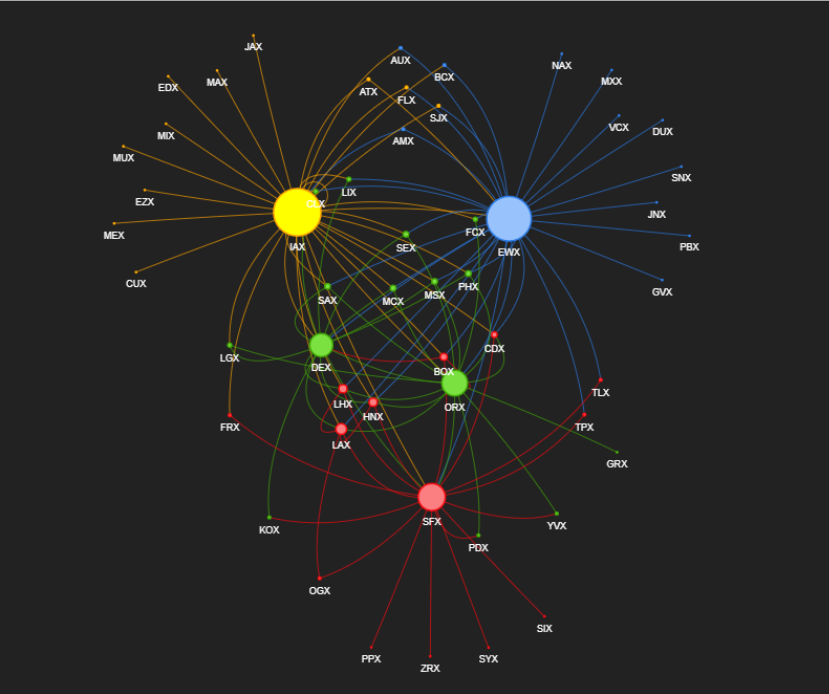 JAX
AUX
NAX
BCX
MAX
MXX
EDX
ATX
FLX
SJX
VCX
DUX
MIX
AMX
MUX
SNX
LIX
EZX
CLX
JNX
MEX
FCX
IAX
SEX
EWX
PBX
CUX
PHX
GVX
MSX
SAX
MCX
CDX
LGX
DEX
BOX
TLX
LHX
ORX
HNX
FRX
TPX
LAX
GRX
SFX
YVX
KOX
PDX
OGX
SIX
PPX
SYX
ZRX